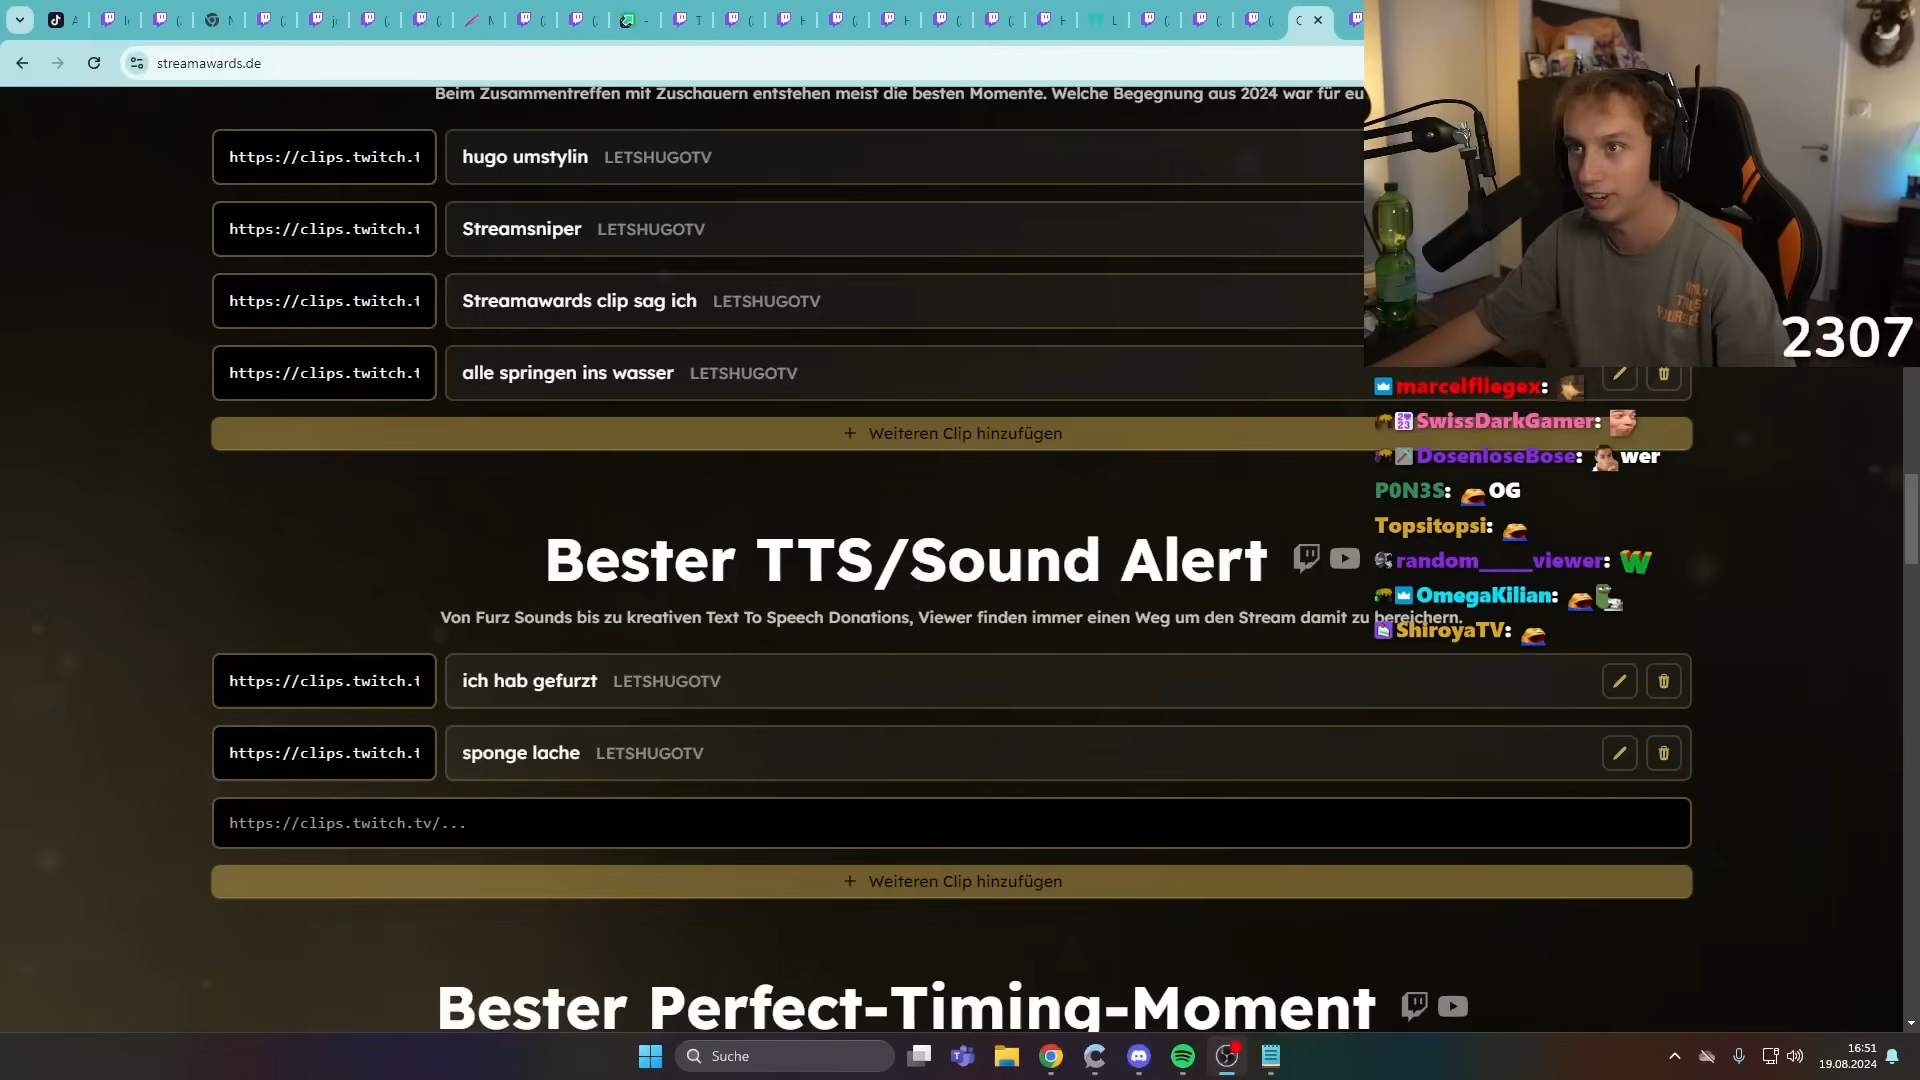 streamawards.de
Beim Zusammentreffen mit Zuschauern entstehen meist die besten Momente. Welche Begegnung aus 2024 war für eu
https://clips.twitch.t
hugo umstylin LETSHUGOTV
https://clips.twitch.t
Streamsniper LETSHUGOTV
https://clips.twitch.t
Streamawards clip sag ich LETSHUGOTV
https://clips.twitch.t
alle springen ins wasser LETSHUGOTV
+ Weiteren Clip hinzufügen
2307
marcelfliegex:
SwissDarkGamer:
DosenloseBose: wer
P0N3S: OG
Topsitopsi:
random_____viewer: W
OmegaKilian:
ShiroyaTV:
Bester TTS/Sound Alert
Von Furz Sounds bis zu kreativen Text To Speech Donations, Viewer finden immer einen Weg um den Stream damit zu bereichern.
https://clips.twitch.t
ich hab gefurzt LETSHUGOTV
https://clips.twitch.t
sponge lache LETSHUGOTV
https://clips.twitch.tv/...
+ Weiteren Clip hinzufügen
Bester Perfect-Timing-Moment
Suche
16:51
19.08.2024